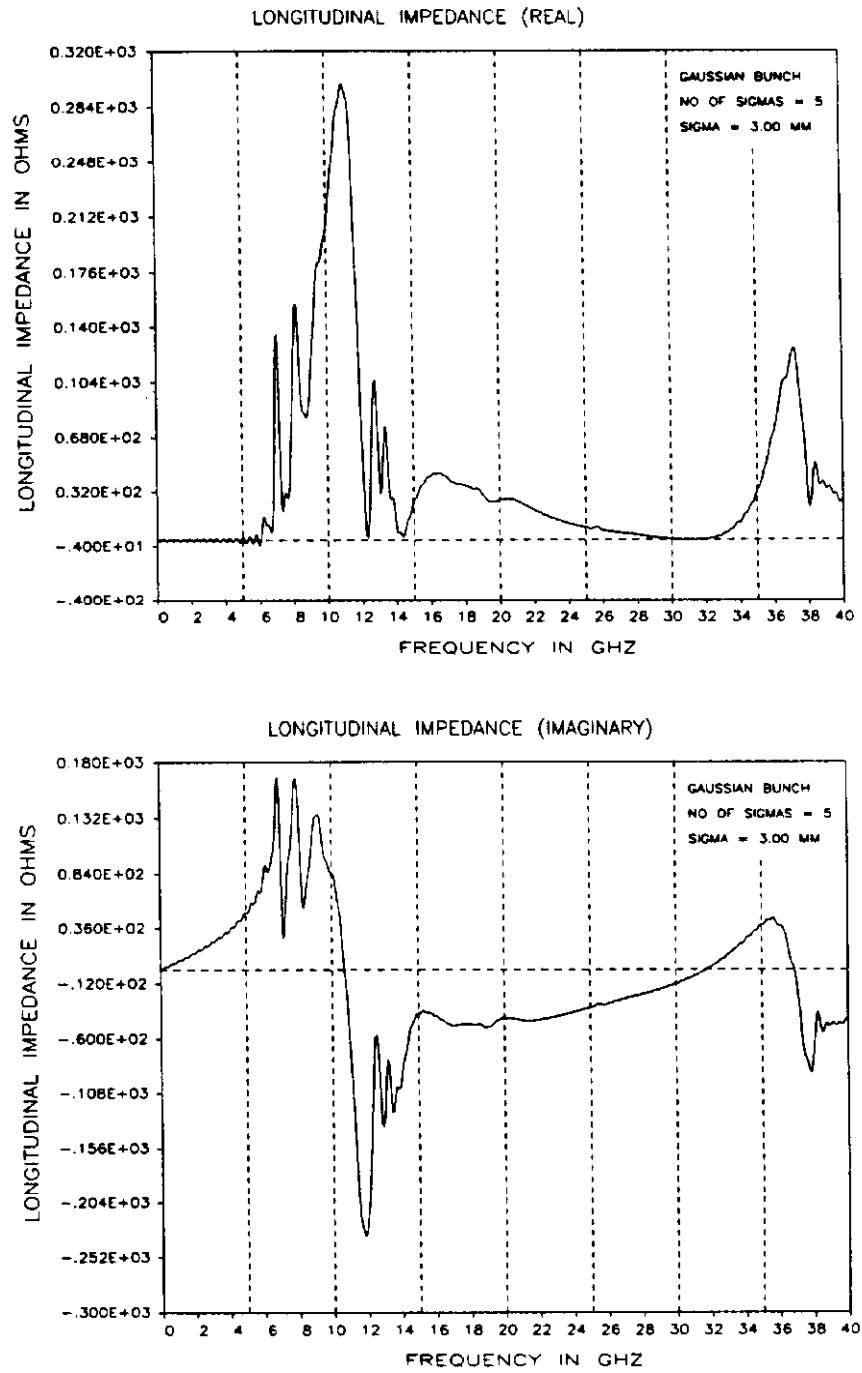 LONGITUDINAL IMPEDANCE (REAL)
LONGITUDINAL IMPEDANCE IN OHMS
0.320E+03
0.284E+03
0.248E+03
0.212E+03
0.176E+03
0.140E+03
0.104E+03
0.680E+02
0.320E+02
-.400E+01
-.400E+02
GAUSSIAN BUNCH
NO OF SIGMAS = 5
SIGMA = 3.00 MM
0 2 4 6 8 10 12 14 16 18 20 22 24 26 28 30 32 34 36 38 40
FREQUENCY IN GHZ
LONGITUDINAL IMPEDANCE (IMAGINARY)
LONGITUDINAL IMPEDANCE IN OHMS
0.180E+03
0.132E+03
0.840E+02
0.360E+02
-.120E+02
-.600E+02
-.108E+03
-.156E+03
-.204E+03
-.252E+03
-.300E+03
GAUSSIAN BUNCH
NO OF SIGMAS = 5
SIGMA = 3.00 MM
0 2 4 6 8 10 12 14 16 18 20 22 24 26 28 30 32 34 36 38 40
FREQUENCY IN GHZ